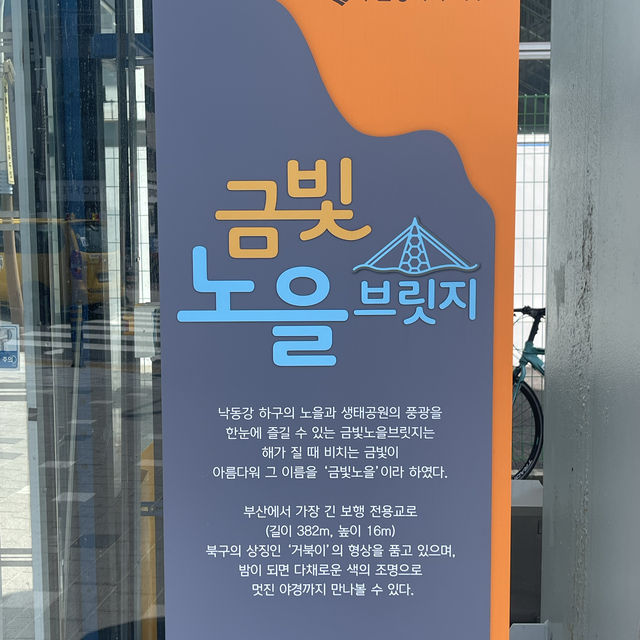 금빛
노을 브릿지
낙동강 하구의 노을과 생태공원의 풍광을
한눈에 즐길 수 있는 금빛노을브릿지는
해가 질 때 비치는 금빛이
아름다워 그 이름을 '금빛노을'이라 하였다.
부산에서 가장 긴 보행 전용교로
(길이 382m, 높이 16m)
북구의 상징인 '거북이'의 형상을 품고 있으며,
밤이 되면 다채로운 색의 조명으로
멋진 야경까지 만나볼 수 있다.
주의